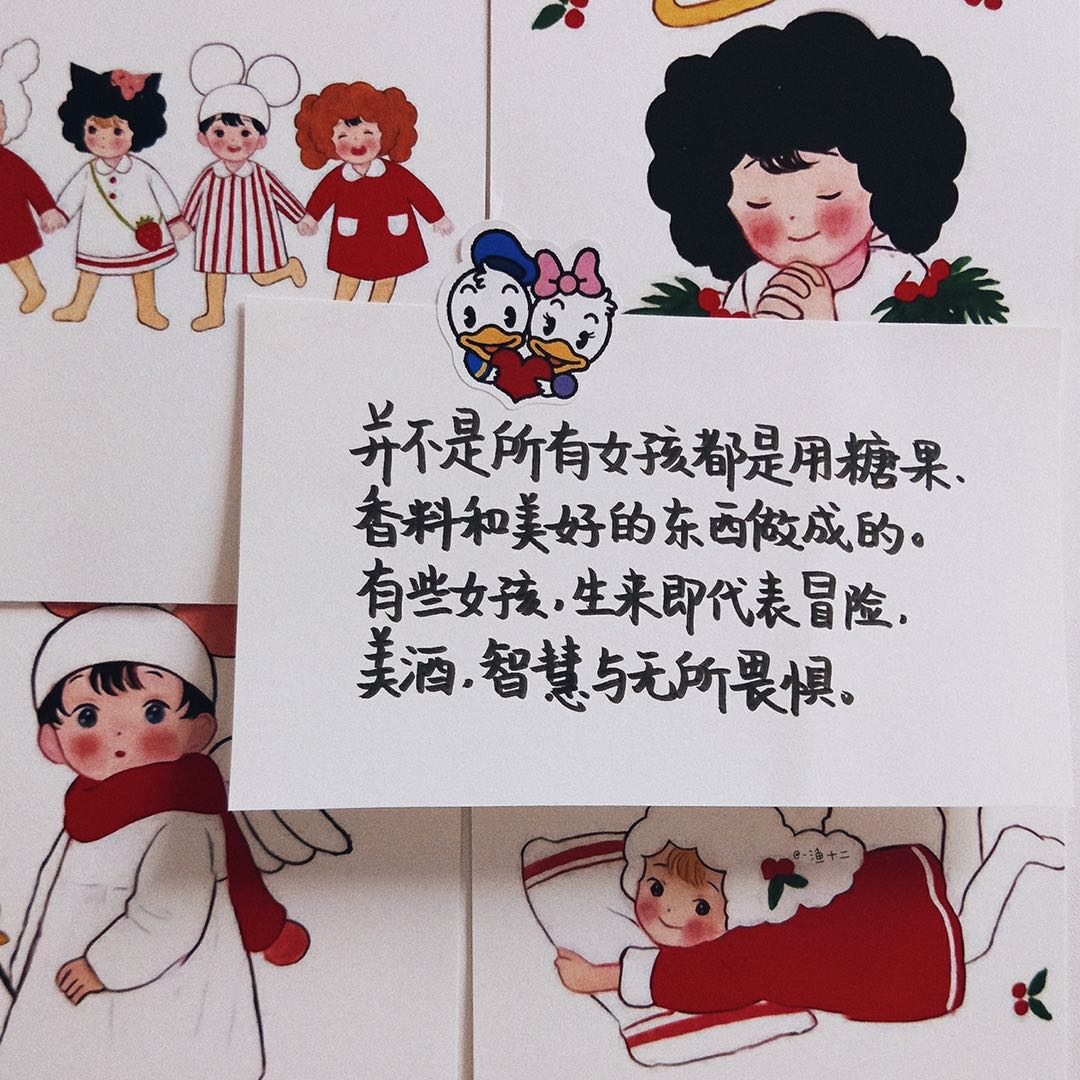 并不是所有女孩都是用糖果、
香料和美好的东西做成的。
有些女孩，生来即代表冒险，
美酒，智慧与无所畏惧。
@一渔十二